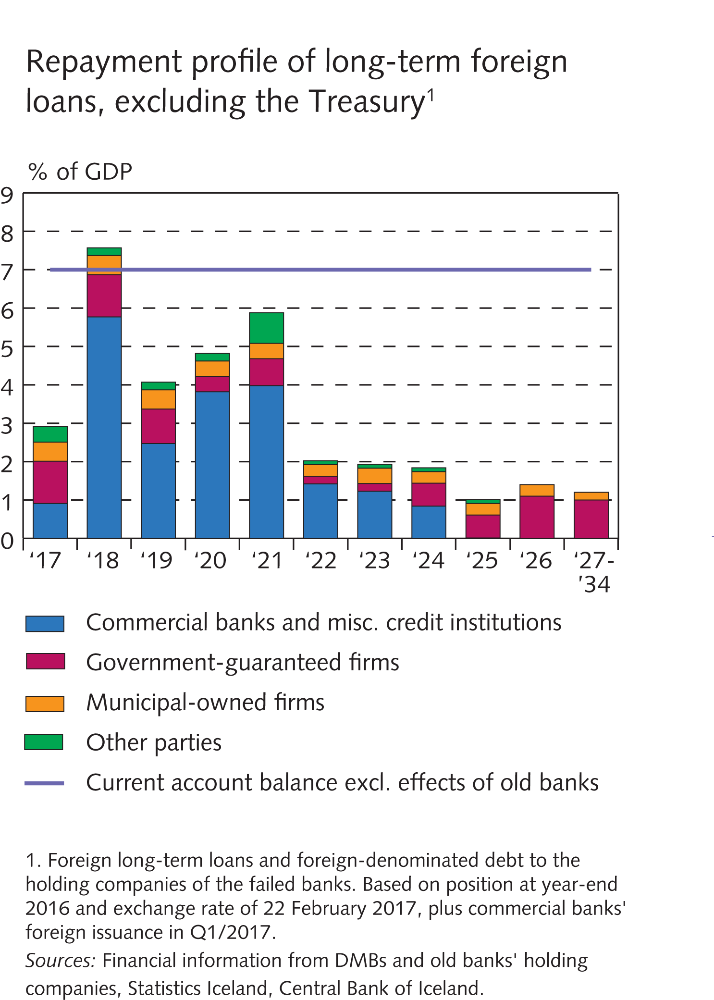 Repayment profile of long-term foreign
loans, excluding the Treasury¹
% of GDP
9
8
7
6
5
4
3
2
1
0
‘17 ‘18 ‘19 ‘20 ‘21 ‘22 ‘23 ‘24 ‘25 ‘26 ‘27-
’34
Commercial banks and misc. credit institutions
Government-guaranteed firms
Municipal-owned firms
Other parties
Current account balance excl. effects of old banks
1. Foreign long-term loans and foreign-denominated debt to the
holding companies of the failed banks. Based on position at year-end
2016 and exchange rate of 22 February 2017, plus commercial banks'
foreign issuance in Q1/2017.
Sources: Financial information from DMBs and old banks' holding
companies, Statistics Iceland, Central Bank of Iceland.